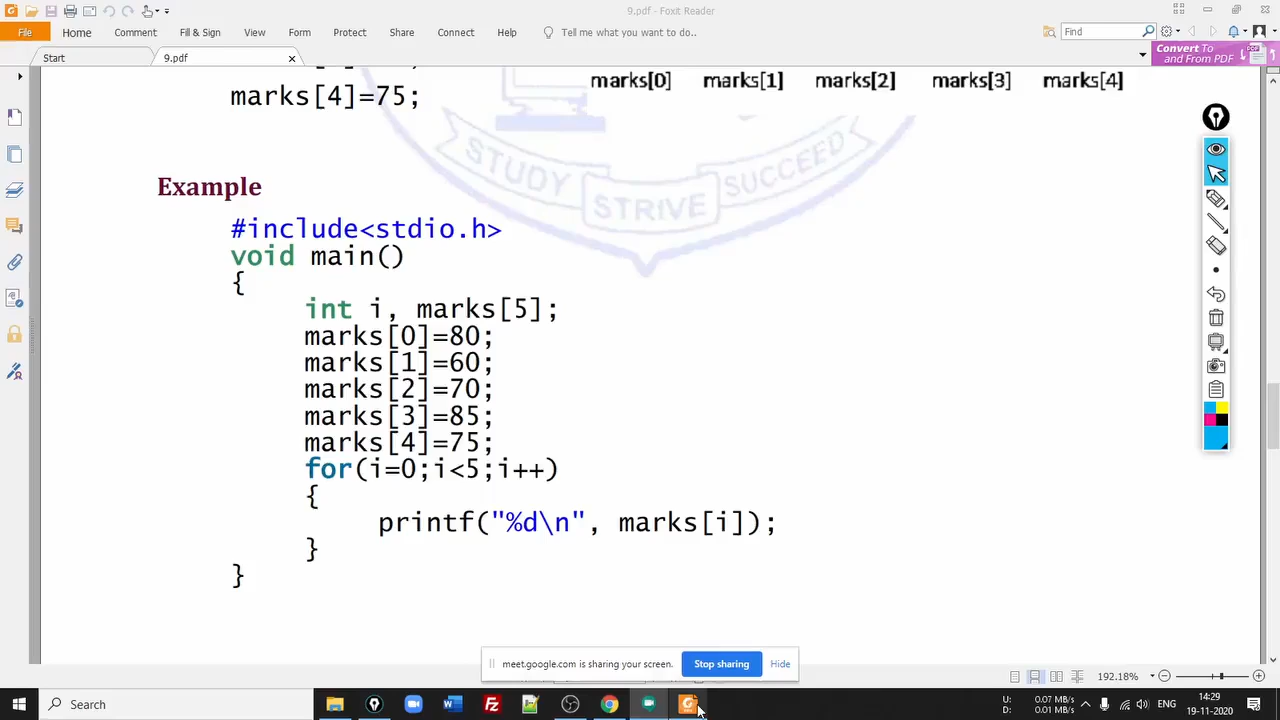 9.pdf - Foxit Reader
File Home Comment Fill & Sign View Form Protect Share Connect Help Tell me what you want to do.. Find
Start 9.pdf
Convert To and From PDF
marks[4]=75;
marks[0] marks[1] marks[2] marks[3] marks[4]
STUDY STRIVE SUCCEED
Example
#include<stdio.h>
void main()
{
int i, marks[5];
marks[0]=80;
marks[1]=60;
marks[2]=70;
marks[3]=85;
marks[4]=75;
for(i=0;i<5;i++)
{
printf("%d\n", marks[i]);
}
}
meet.google.com is sharing your screen. Stop sharing Hide
192.18%
Search
U: 0.07 MB/s
D: 0.01 MB/s
ENG
14:29
19-11-2020